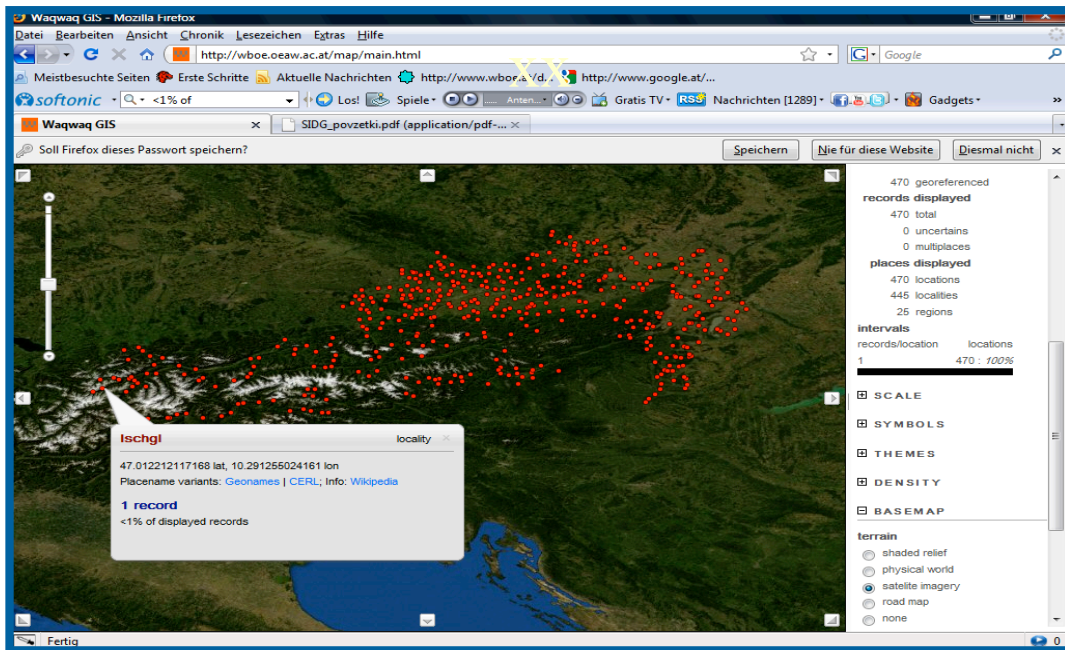 Waqwaq GIS - Mozilla Firefox
Datei Bearbeiten Ansicht Chronik Lesezeichen Extras Hilfe
http://wboe.oeaw.ac.at/map/main.html
Google
Meistbesuchte Seiten Erste Schritte Aktuelle Nachrichten http://www.wboe.at/d... http://www.google.at/...
XX
softonic <1% of Los! Spiele Anten... Gratis TV RSS Nachrichten [1289] Gadgets »
Waqwaq GIS × SIDG_povzetki.pdf (application/pdf-... ×
Soll Firefox dieses Passwort speichern? Speichern Nie für diese Website Diesmal nicht ×
470 georeferenced
records displayed
470 total
0 uncertains
0 multiplaces
places displayed
470 locations
445 localities
25 regions
intervals
records/location locations
1 470 : 100%
SCALE
SYMBOLS
THEMES
DENSITY
BASEMAP
terrain
shaded relief
physical world
satelite imagery
road map
none
Ischgl locality ×
47.012212117168 lat, 10.291255024161 lon
Placename variants: Geonames | CERL; Info: Wikipedia
1 record
<1% of displayed records
Fertig 0